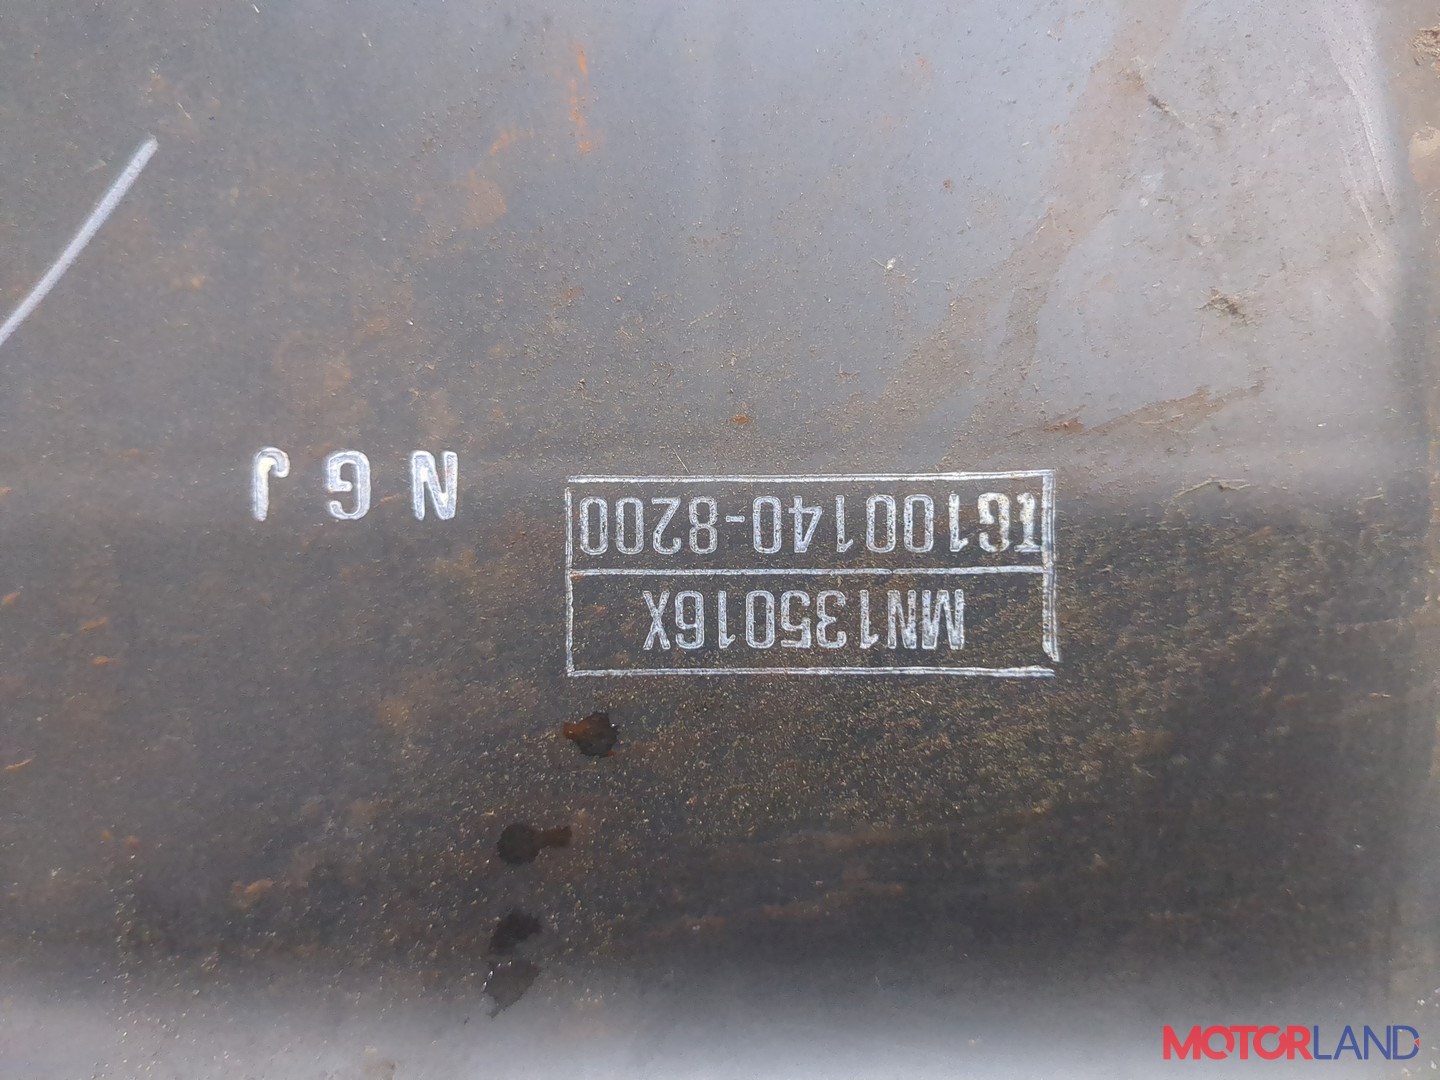 MN135016X
TG100140-8200
N G J
MOTORLAND